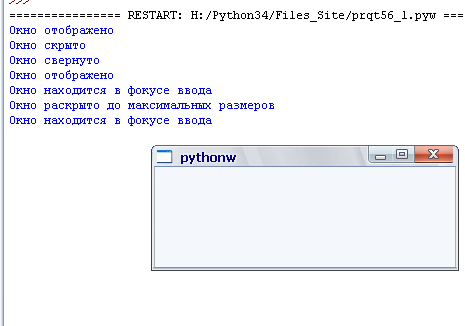 >>>
================ RESTART: H:/Python34/Files_Site/prqt56_1.pyw ===
Окно отображено
Окно скрыто
Окно свернуто
Окно отображено
Окно находится в фокусе ввода
Окно раскрыто до максимальных размеров
Окно находится в фокусе ввода
pythonw